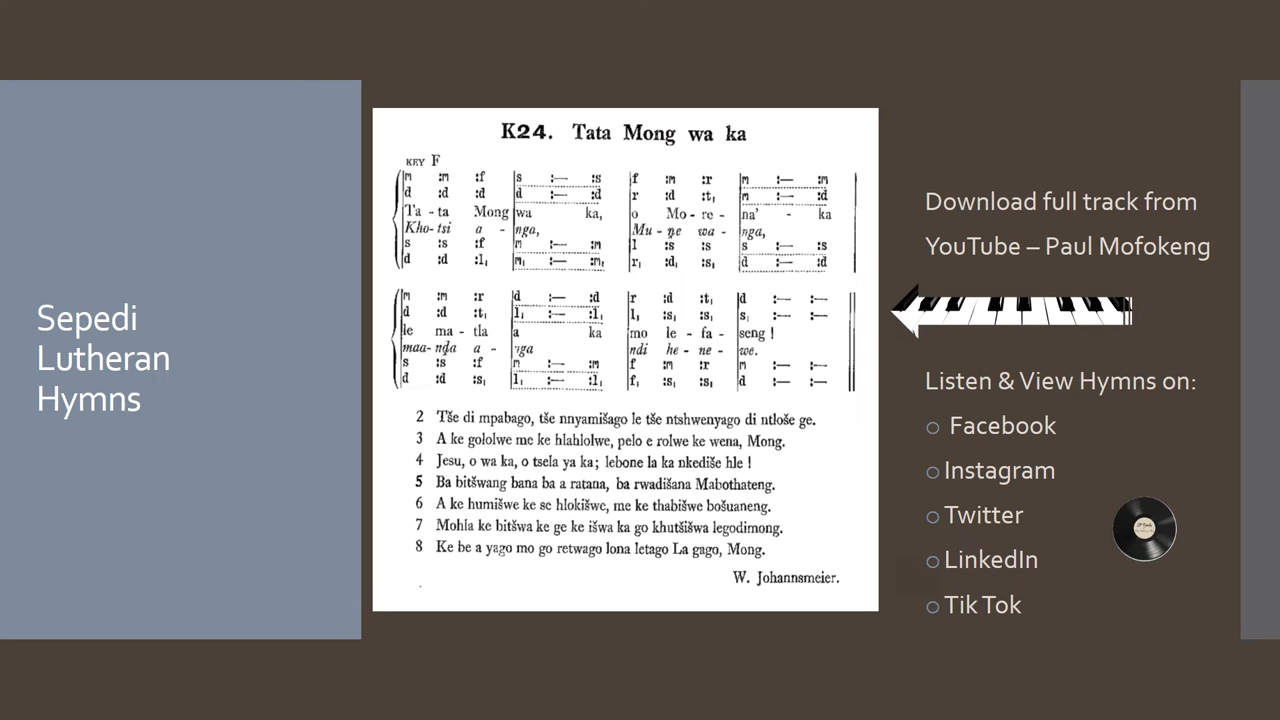 Sepedi
Lutheran
Hymns
K24. Tata Mong wa ka
KEY F
m :m :f | s :— :s | f :m :r | m :— :m
d :d :d | d :— :d | r :d :t, | m :— :d
Ta - ta Mong wa ka, o Mo - re - na' - ka
Kho - tsi a - nga, Mu - ṋe wa - nga,
s :s :f | m :— :m | l :s :s | s :— :s
d :d :l, | m, :— :m, | r, :d, :s, | d :— :d
m :m :r | d :— :d | r :d :t, | d :— :—
d :d :t, | l, :— :l, | l, :s, :s, | s, :— :—
le ma - tla a ka mo le - fa - seng !
maa - nḓa a - nga ndi he - ne - we.
s :s :f | m :— :m | f :m :r | m :— :—
d :d :s, | l, :— :l, | f, :s, :s, | d :— :—
2 Tše di mpabago, tše nnyamišago le tše ntshwenyago di ntloše ge.
3 A ke gololwe me ke hlahlolwe, pelo e rolwe ke wena, Mong.
4 Jesu, o wa ka, o tsela ya ka; lebone la ka nkediše hle !
5 Ba bitšwang bana ba a ratana, ba rwadišana Mabothateng.
6 A ke humišwe ke se hlokišwe, me ke thabišwe bošuaneng.
7 Mohla ke bitšwa ke ge ke išwa ka go khutšišwa legodimong.
8 Ke be a yago mo go retwago lona letago La gago, Mong.
W. Johannsmeier.
Download full track from
YouTube – Paul Mofokeng
Listen & View Hymns on:
Facebook
Instagram
Twitter
LinkedIn
Tik Tok